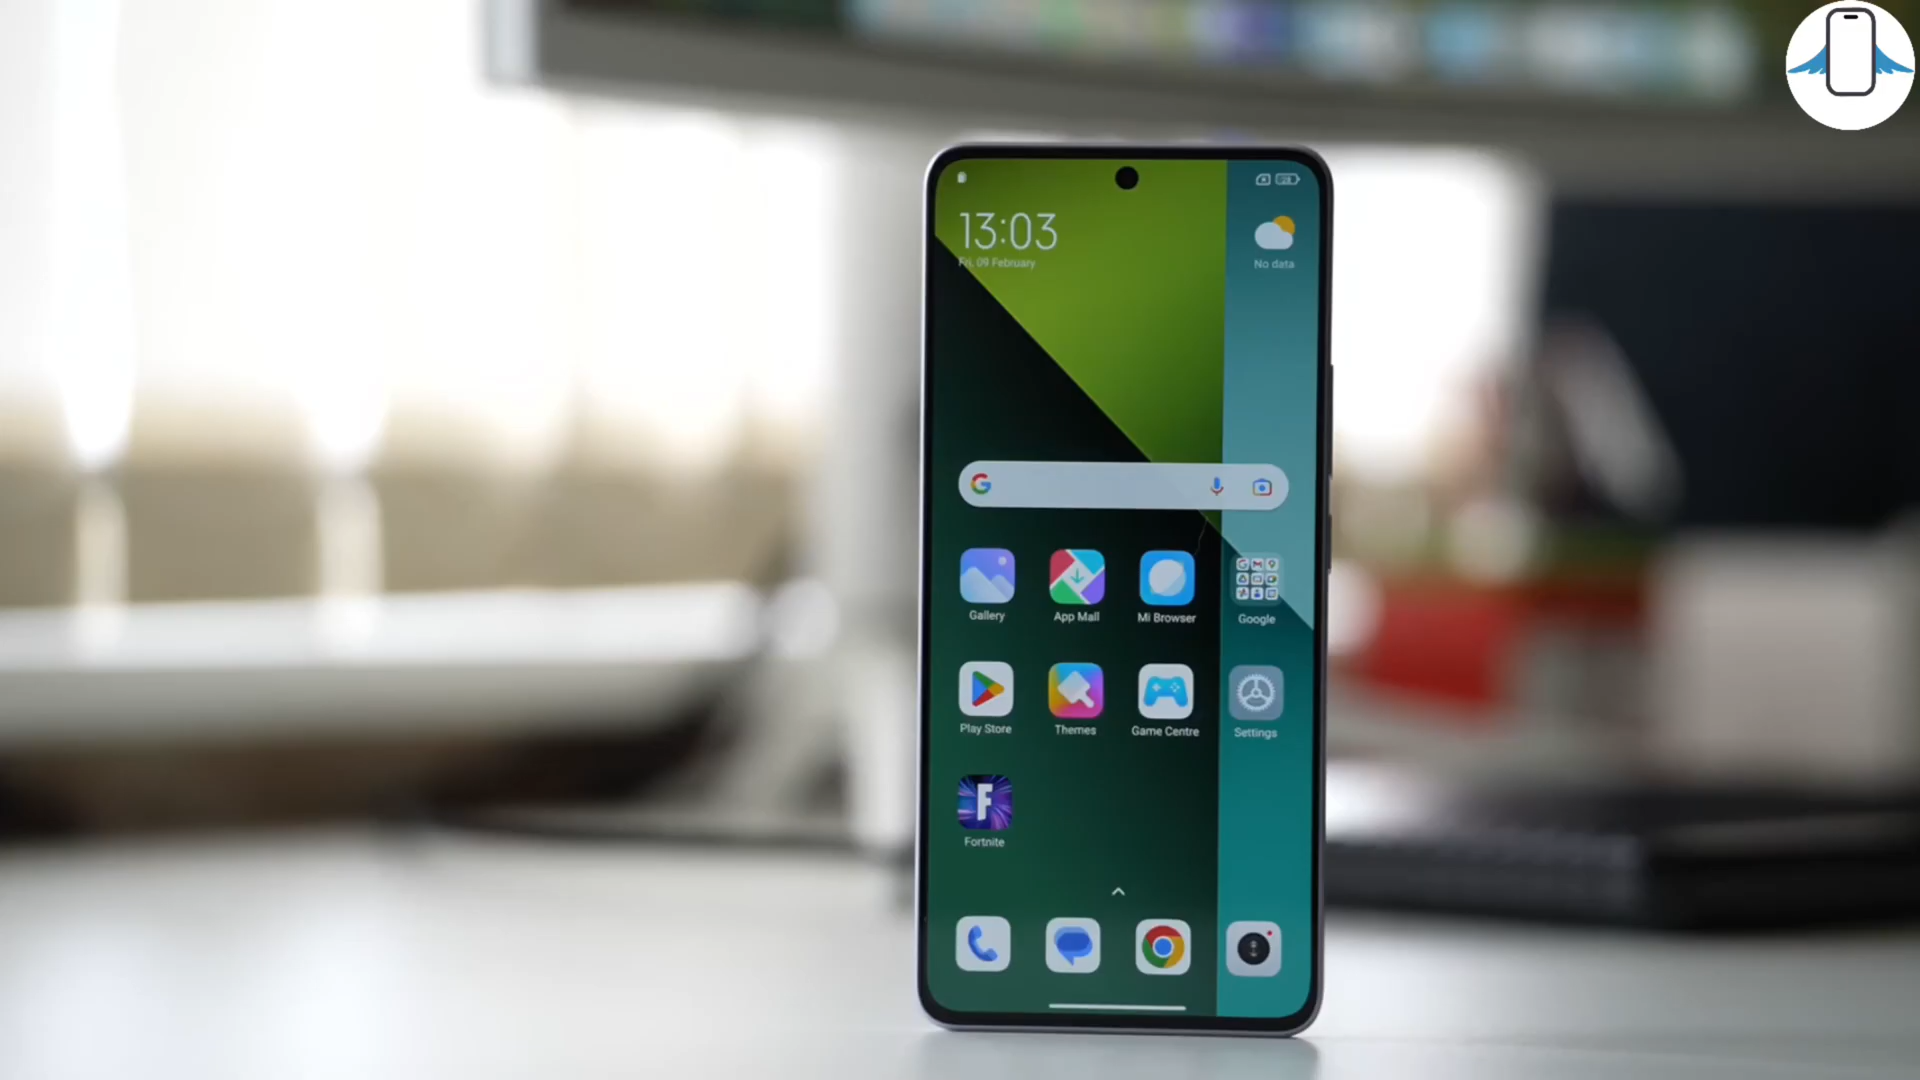 13:03
Fri, 09 February
No data
Gallery
App Mall
Mi Browser
Google
Play Store
Themes
Game Centre
Settings
F
Fortnite